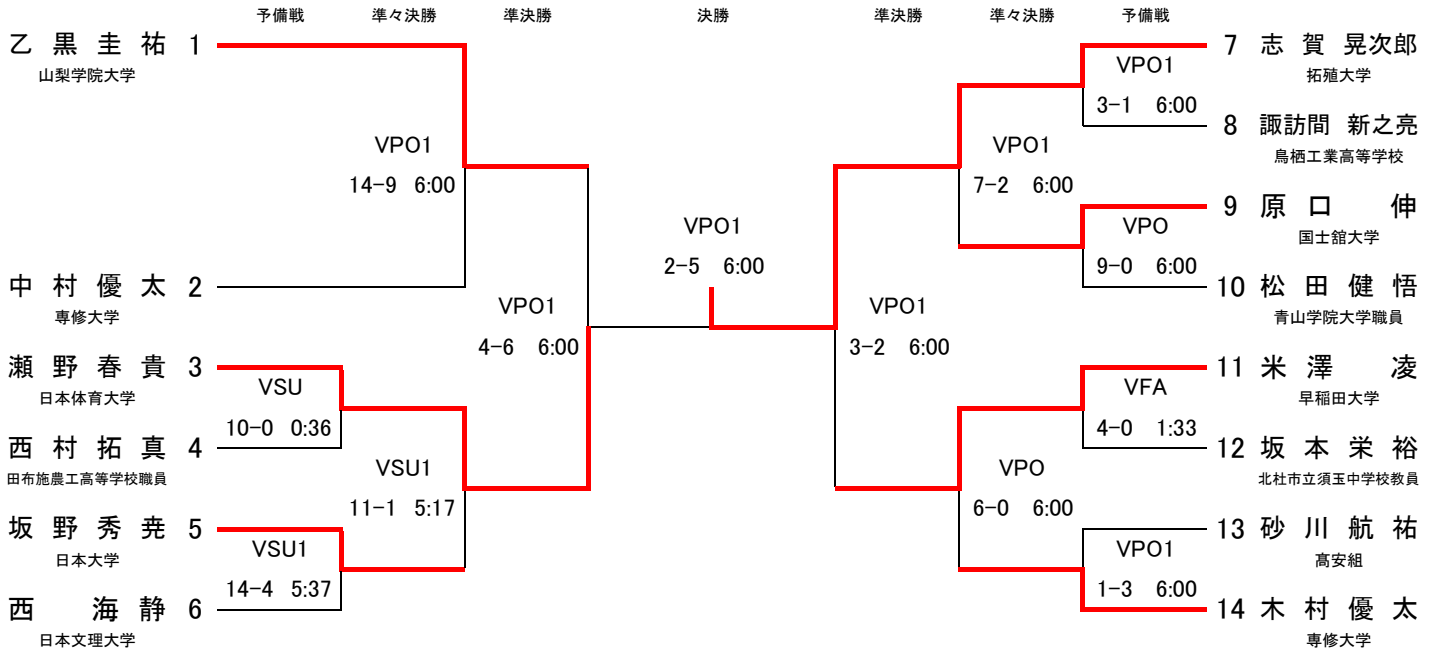 予備戦 準々決勝 準決勝 決勝 準決勝 準々決勝 予備戦
乙黒圭祐 1
山梨学院大学
中村優太 2
専修大学
瀬野春貴 3
日本体育大学
西村拓真 4
田布施農工高等学校職員
坂野秀尭 5
日本大学
西海静 6
日本文理大学
VSU
10-0 0:36
VSU1
14-4 5:37
VPO1
14-9 6:00
VSU1
11-1 5:17
VPO1
4-6 6:00
VPO1
2-5 6:00
VPO1
3-2 6:00
VPO1
7-2 6:00
VPO
6-0 6:00
VPO1
3-1 6:00
VPO
9-0 6:00
VFA
4-0 1:33
VPO1
1-3 6:00
7 志賀晃次郎
拓殖大学
8 諏訪間 新之亮
鳥栖工業高等学校
9 原口 伸
国士舘大学
10 松田健悟
青山学院大学職員
11 米澤 凌
早稲田大学
12 坂本栄裕
北杜市立須玉中学校教員
13 砂川航祐
髙安組
14 木村優太
専修大学